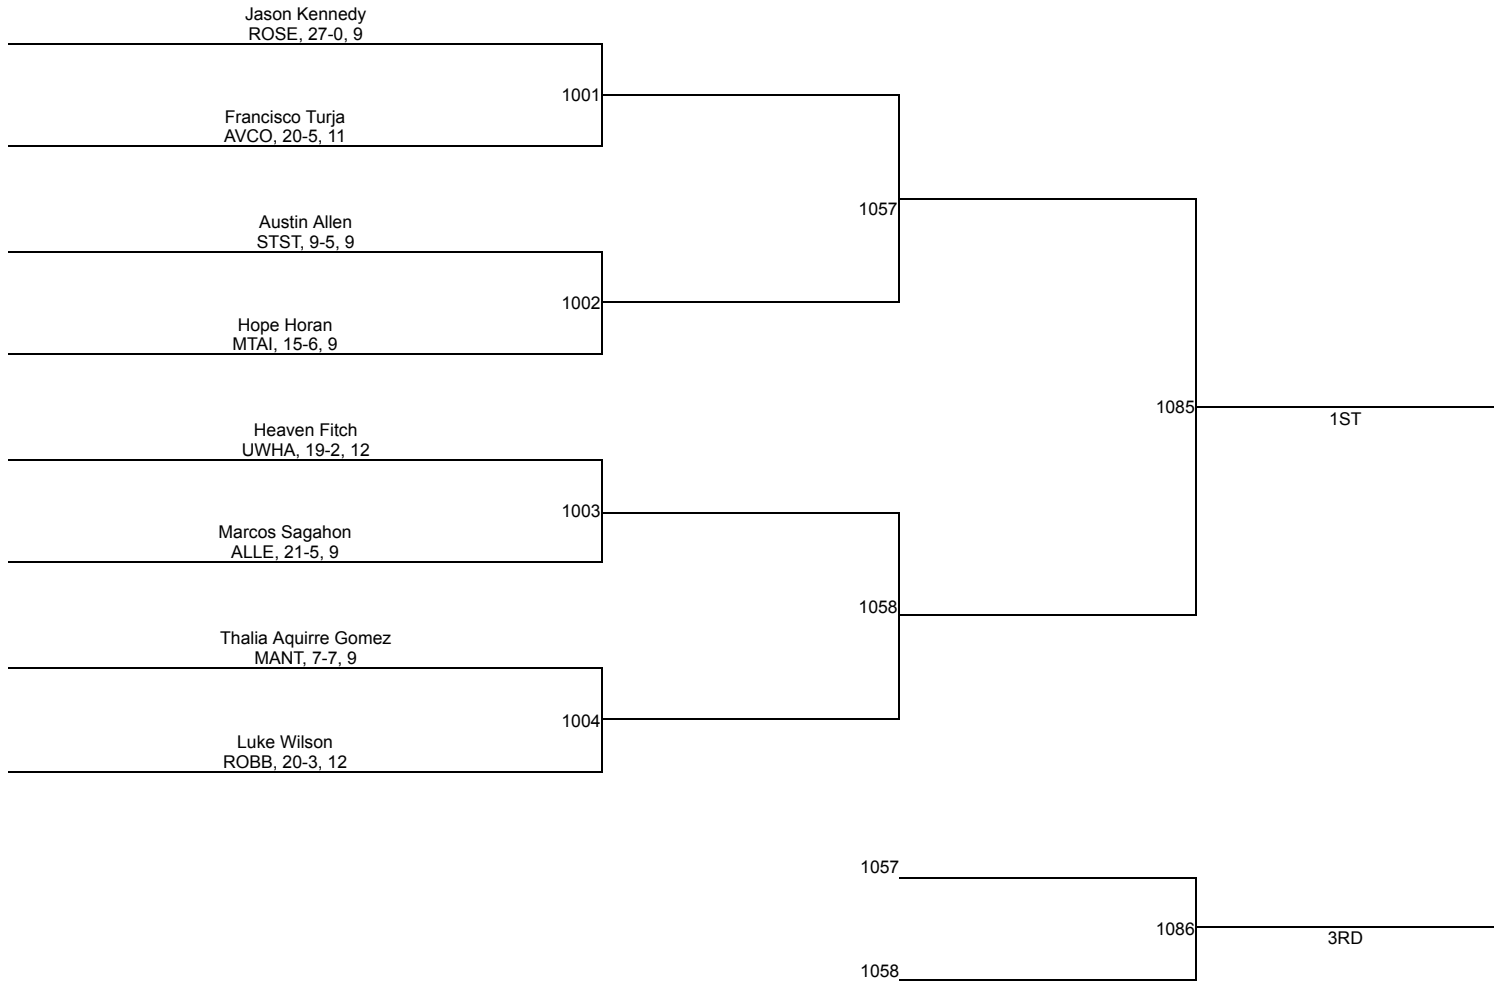 Jason Kennedy
ROSE, 27-0, 9
1001
Francisco Turja
AVCO, 20-5, 11
1057
Austin Allen
STST, 9-5, 9
1002
Hope Horan
MTAI, 15-6, 9
1085
1ST
Heaven Fitch
UWHA, 19-2, 12
1003
Marcos Sagahon
ALLE, 21-5, 9
1058
Thalia Aquirre Gomez
MANT, 7-7, 9
1004
Luke Wilson
ROBB, 20-3, 12
1057
1086
3RD
1058